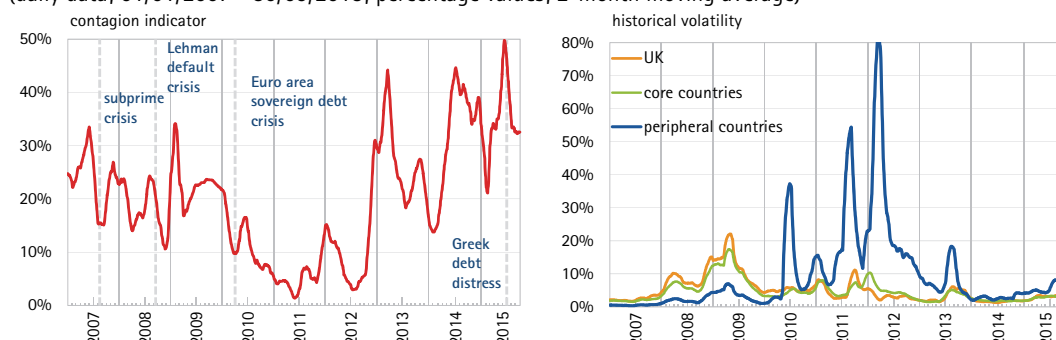 contagion indicator
historical volatility
50%
40%
30%
20%
10%
0%
Lehman
default
crisis
subprime
crisis
Euro area
sovereign debt
crisis
Greek
debt
distress
2007
2008
2009
2010
2011
2012
2013
2014
2015
80%
70%
60%
50%
40%
30%
20%
10%
0%
UK
core countries
peripheral countries
2007
2008
2009
2010
2011
2012
2013
2014
2015